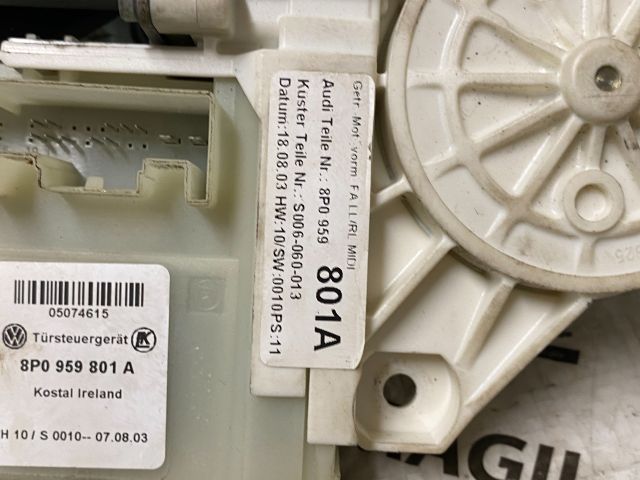 Getr.-Mot. vorm FA LL/RL MIDI
Audi Teile Nr.: 8P0 959 801A
Kuster Teile Nr.: S006-060-013
Datum:18.08.03 HW:10/SW:0010PS:11
05074615
Türsteuergerät
8P0 959 801 A
Kostal Ireland
H 10 / S 0010-- 07.08.03
AGIL